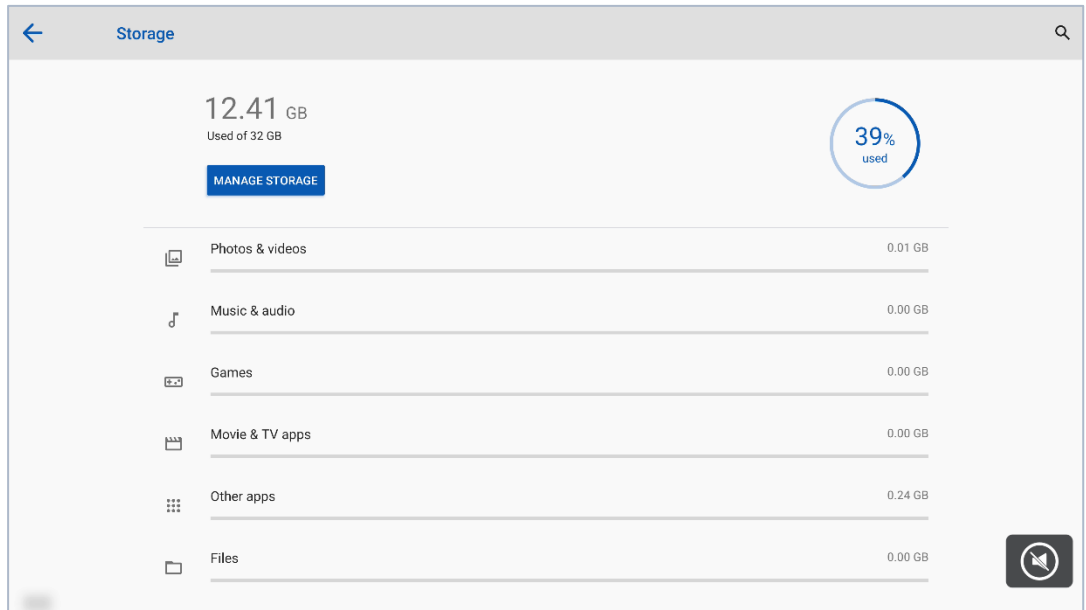 Storage
12.41 GB
Used of 32 GB
39%
used
MANAGE STORAGE
Photos & videos 0.01 GB
Music & audio 0.00 GB
Games 0.00 GB
Movie & TV apps 0.00 GB
Other apps 0.24 GB
Files 0.00 GB